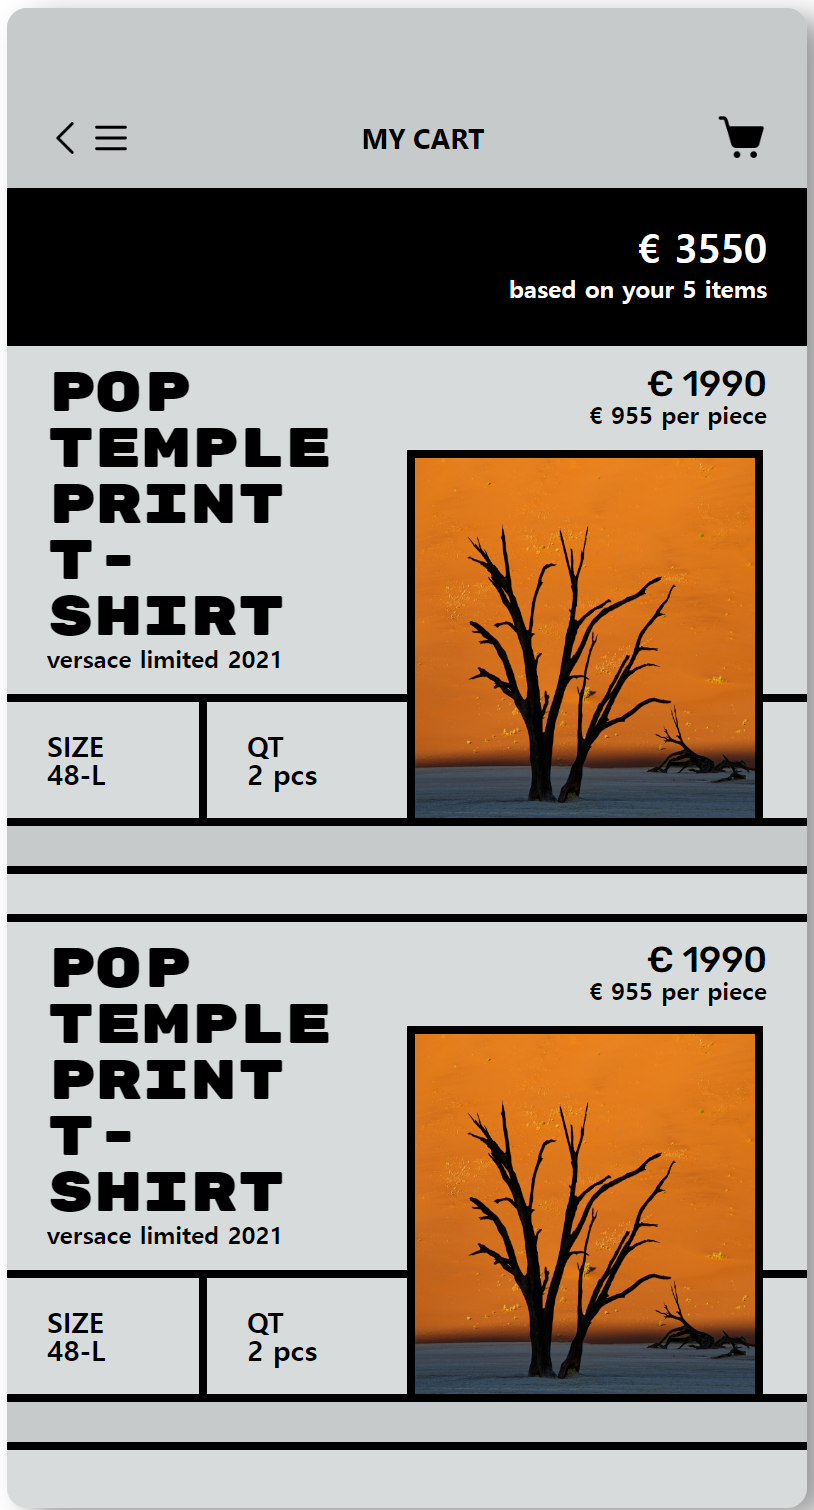 MY CART
€ 3550
based on your 5 items
POP
TEMPLE
PRINT
T-
SHIRT
versace limited 2021
€ 1990
€ 955 per piece
SIZE
48-L
QT
2 pcs
POP
TEMPLE
PRINT
T-
SHIRT
versace limited 2021
€ 1990
€ 955 per piece
SIZE
48-L
QT
2 pcs